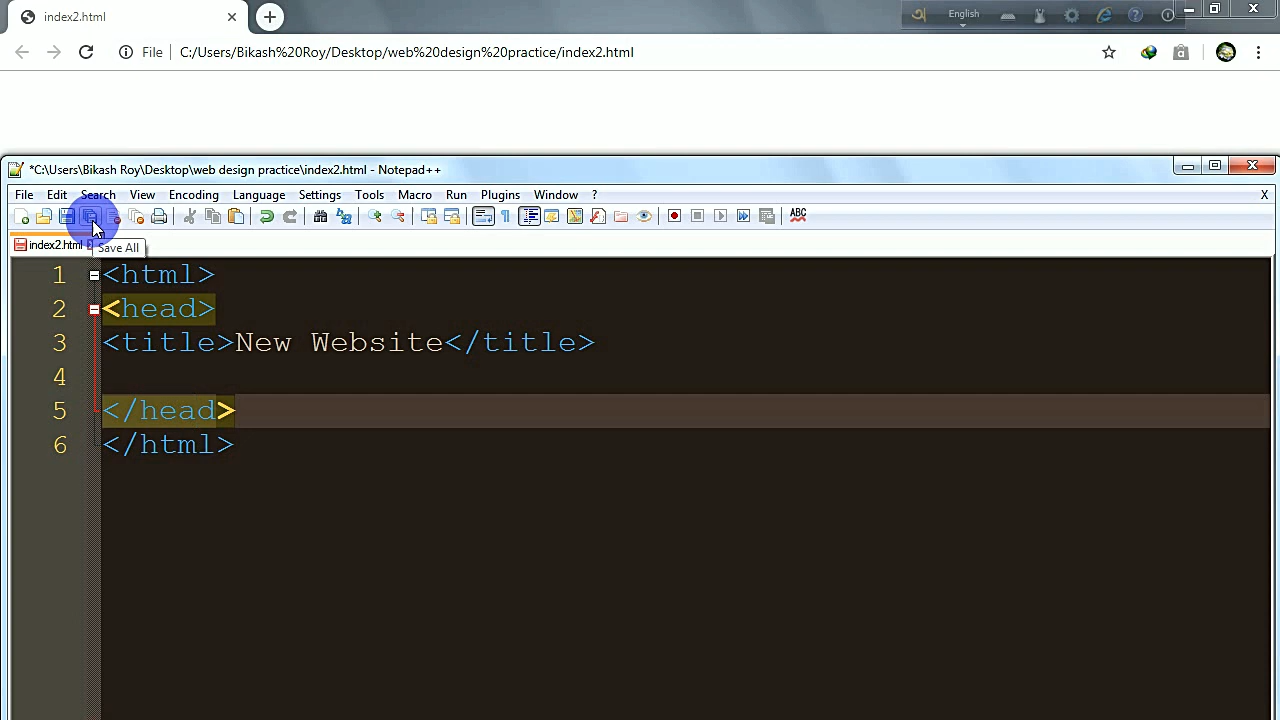 index2.html
English
File C:/Users/Bikash%20Roy/Desktop/web%20design%20practice/index2.html
*C:\Users\Bikash Roy\Desktop\web design practice\index2.html - Notepad++
File Edit Search View Encoding Language Settings Tools Macro Run Plugins Window ? X
ABC
index2.html
Save All
1 <html>
2 <head>
3 <title>New Website</title>
4
5 </head>
6 </html>